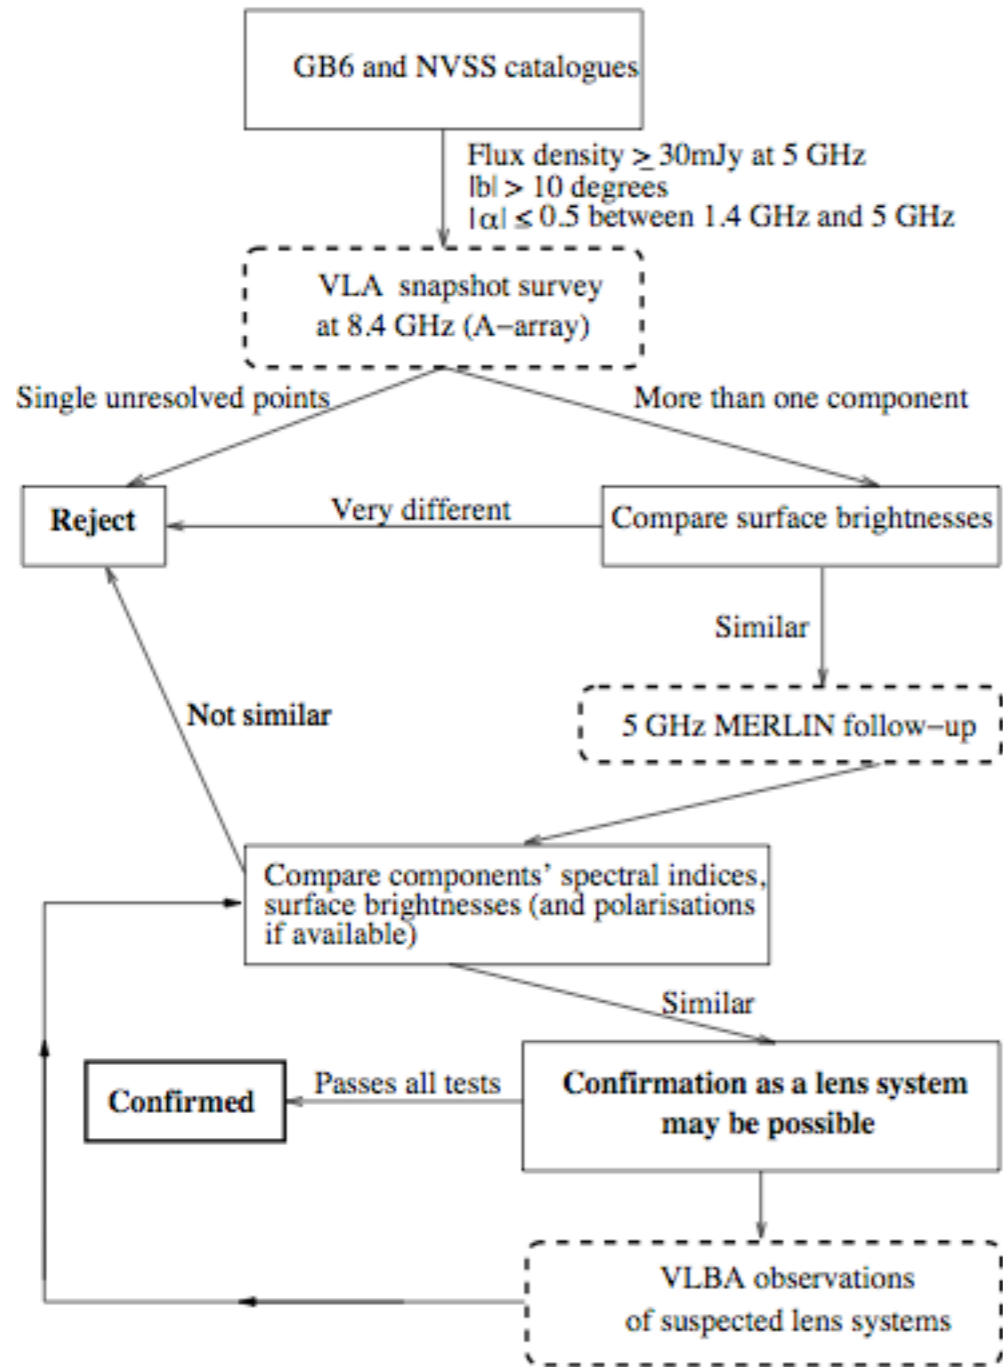 GB6 and NVSS catalogues
Flux density ≥ 30mJy at 5 GHz
|b| > 10 degrees
|α| ≤ 0.5 between 1.4 GHz and 5 GHz
VLA snapshot survey
at 8.4 GHz (A−array)
Single unresolved points
More than one component
Reject
Very different
Compare surface brightnesses
Similar
Not similar
5 GHz MERLIN follow−up
Compare components' spectral indices,
surface brightnesses (and polarisations
if available)
Similar
Confirmed
Passes all tests
Confirmation as a lens system
may be possible
VLBA observations
of suspected lens systems